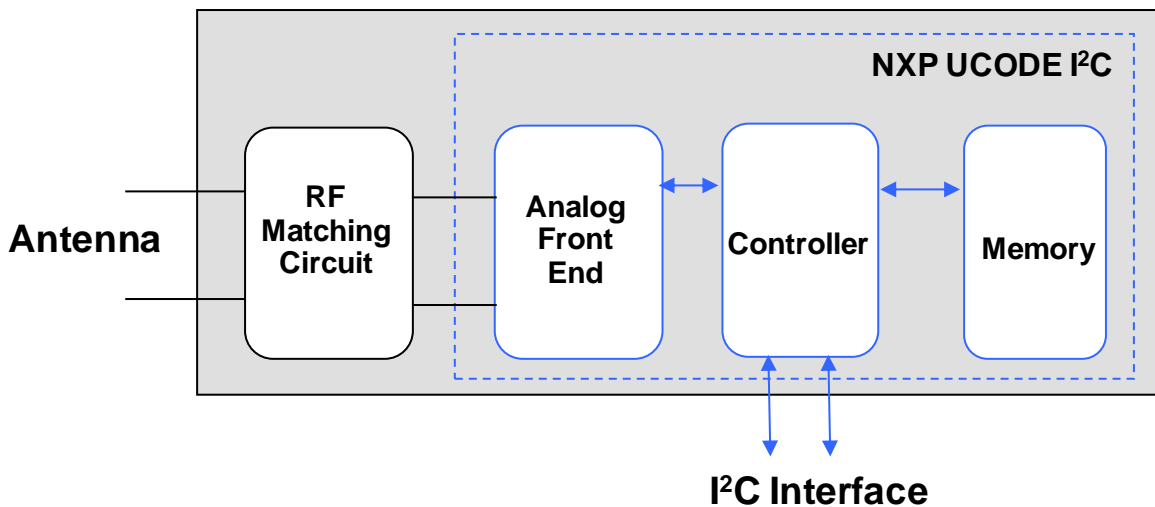 NXP UCODE I²C
Antenna
RF
Matching
Circuit
Analog
Front
End
Controller
Memory
I²C Interface